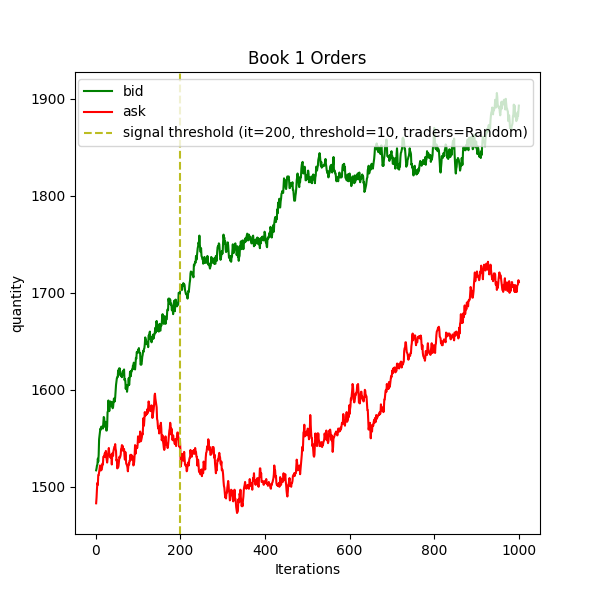 Book 1 Orders
bid
ask
signal threshold (it=200, threshold=10, traders=Random)
quantity
1900
1800
1700
1600
1500
0 200 400 600 800 1000
Iterations